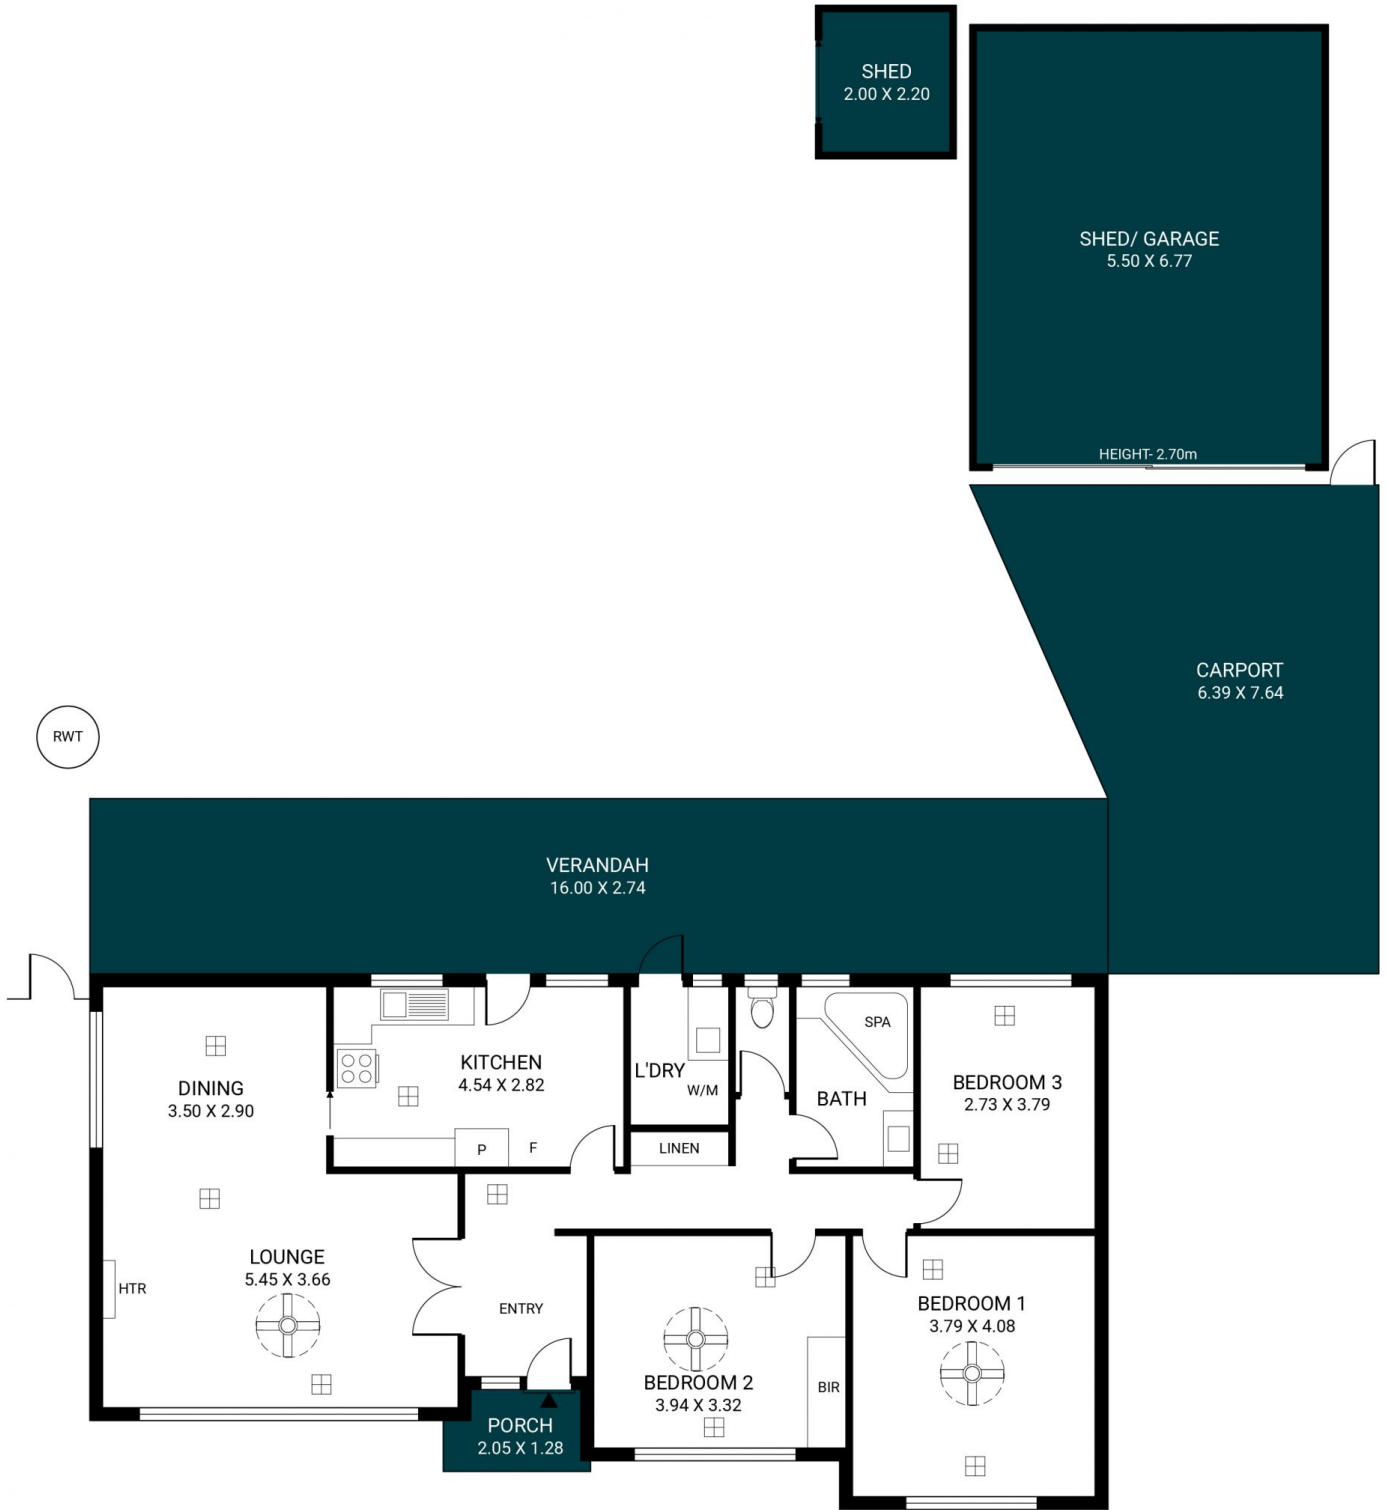 SHED
2.00 X 2.20
SHED/ GARAGE
5.50 X 6.77
HEIGHT- 2.70m
CARPORT
6.39 X 7.64
RWT
VERANDAH
16.00 X 2.74
SPA
KITCHEN
4.54 X 2.82
L'DRY
W/M
DINING
3.50 X 2.90
BATH
BEDROOM 3
2.73 X 3.79
P
F
LINEN
LOUNGE
5.45 X 3.66
HTR
ENTRY
BEDROOM 1
3.79 X 4.08
BEDROOM 2
3.94 X 3.32
BIR
PORCH
2.05 X 1.28